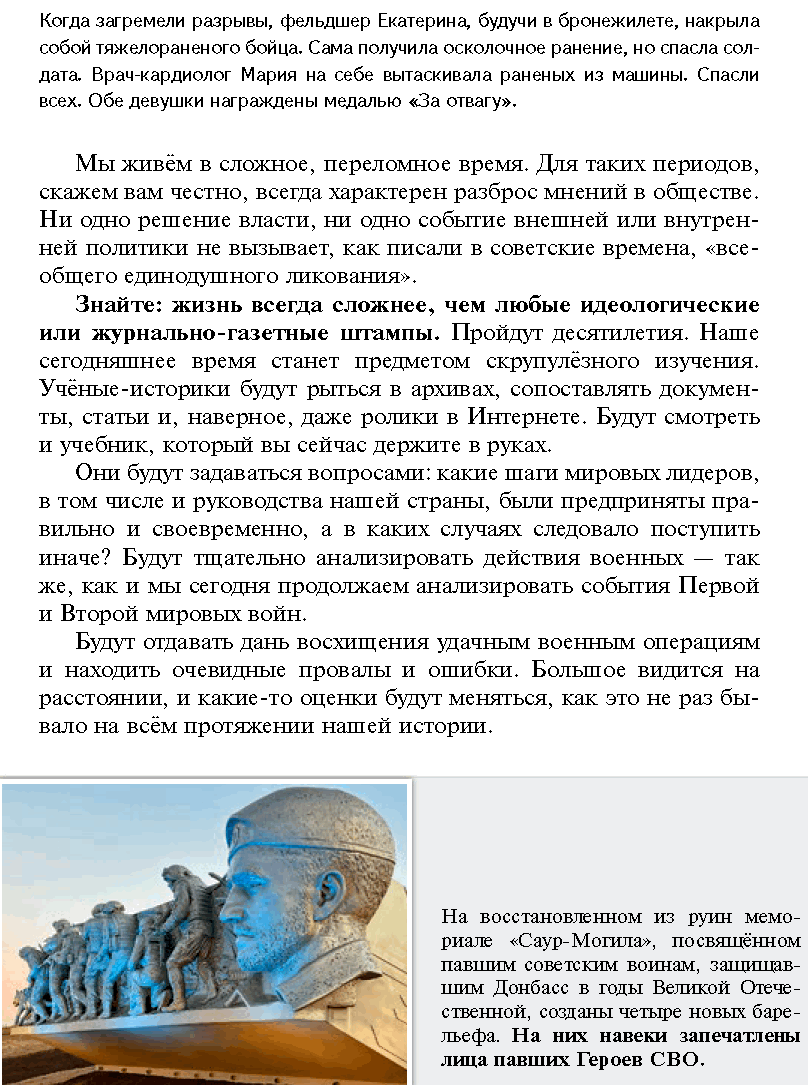 Когда загремели разрывы, фельдшер Екатерина, будучи в бронежилете, накрыла
собой тяжелораненого бойца. Сама получила осколочное ранение, но спасла сол-
дата. Врач-кардиолог Мария на себе вытаскивала раненых из машины. Спасли
всех. Обе девушки награждены медалью «За отвагу».
Мы живём в сложное, переломное время. Для таких периодов,
скажем вам честно, всегда характерен разброс мнений в обществе.
Ни одно решение власти, ни одно событие внешней или внутрен-
ней политики не вызывает, как писали в советские времена, «все-
общего единодушного ликования».
Знайте: жизнь всегда сложнее, чем любые идеологические
или журнально-газетные штампы. Пройдут десятилетия. Наше
сегодняшнее время станет предметом скрупулёзного изучения.
Учёные-историки будут рыться в архивах, сопоставлять докумен-
ты, статьи и, наверное, даже ролики в Интернете. Будут смотреть
и учебник, который вы сейчас держите в руках.
Они будут задаваться вопросами: какие шаги мировых лидеров,
в том числе и руководства нашей страны, были предприняты пра-
вильно и своевременно, а в каких случаях следовало поступить
иначе? Будут тщательно анализировать действия военных — так
же, как и мы сегодня продолжаем анализировать события Первой
и Второй мировых войн.
Будут отдавать дань восхищения удачным военным операциям
и находить очевидные провалы и ошибки. Большое видится на
расстоянии, и какие-то оценки будут меняться, как это не раз бы-
вало на всём протяжении нашей истории.
На восстановленном из руин мемо-
риале «Саур-Могила», посвящённом
павшим советским воинам, защищав-
шим Донбасс в годы Великой Отече-
ственной, созданы четыре новых баре-
льефа. На них навеки запечатлены
лица павших Героев СВО.